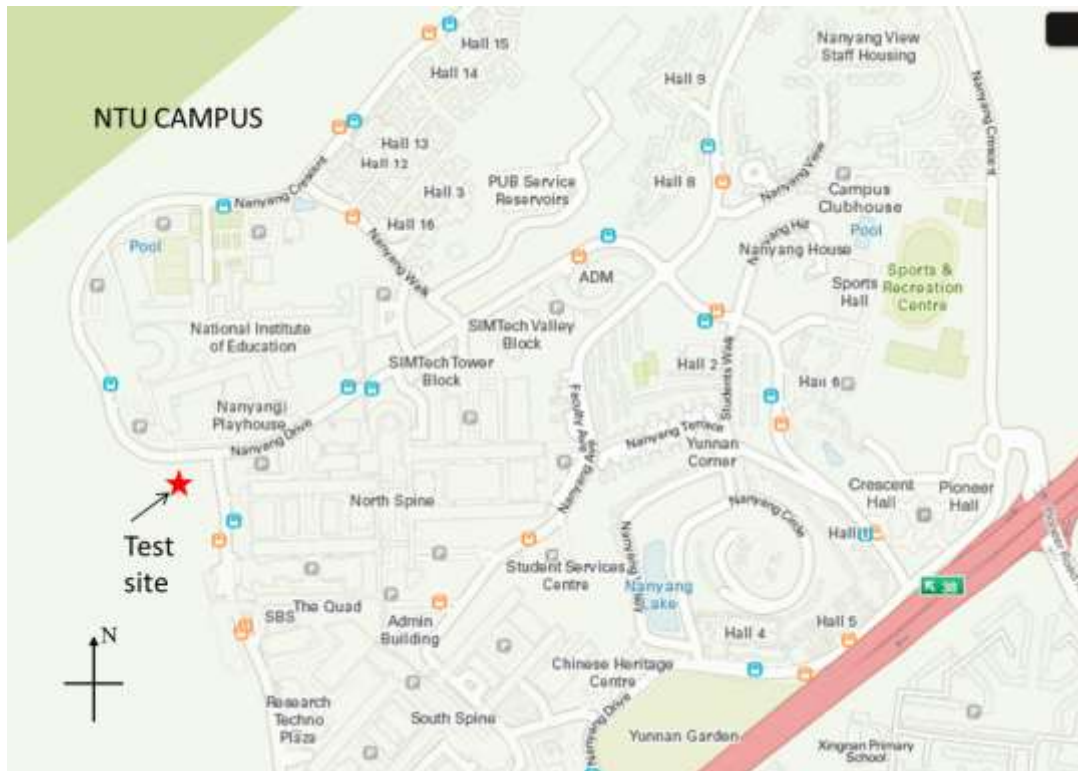 Hall 15
Hall 14
Nanyang View
Staff Housing
Hall 9
Nanyang Crescent
NTU CAMPUS
Hall 13
Hall 12
Hall 3
PUB Service
Reservoirs
Hall 8
Nanyang View
Campus
Clubhouse
Nanyang Crescent
Hall 16
Pool
Pool
Nanyang House
Nanyang Walk
ADM
Sports
Hall
Sports &
Recreation
Centre
National Institute
of Education
SIMTech Valley
Block
SIMTech Tower
Block
Hall 2
Students Walk
Hall 6
Nanyang
Playhouse
Nanyang Drive
Faculty Ave
Nanyang Terrace
Yunnan
Corner
Nanyang Ave
North Spine
Nanyang Circle
Crescent
Hall
Pioneer
Hall
Test
site
Student Services
Centre
Nanyang
Lake
The Quad
SBS
Admin
Building
Hall 4
Hall 5
N
Chinese Heritage
Centre
Research
Techno
Plaza
South Spine
Nanyang Drive
Yunnan Garden
Xingnan Primary
School